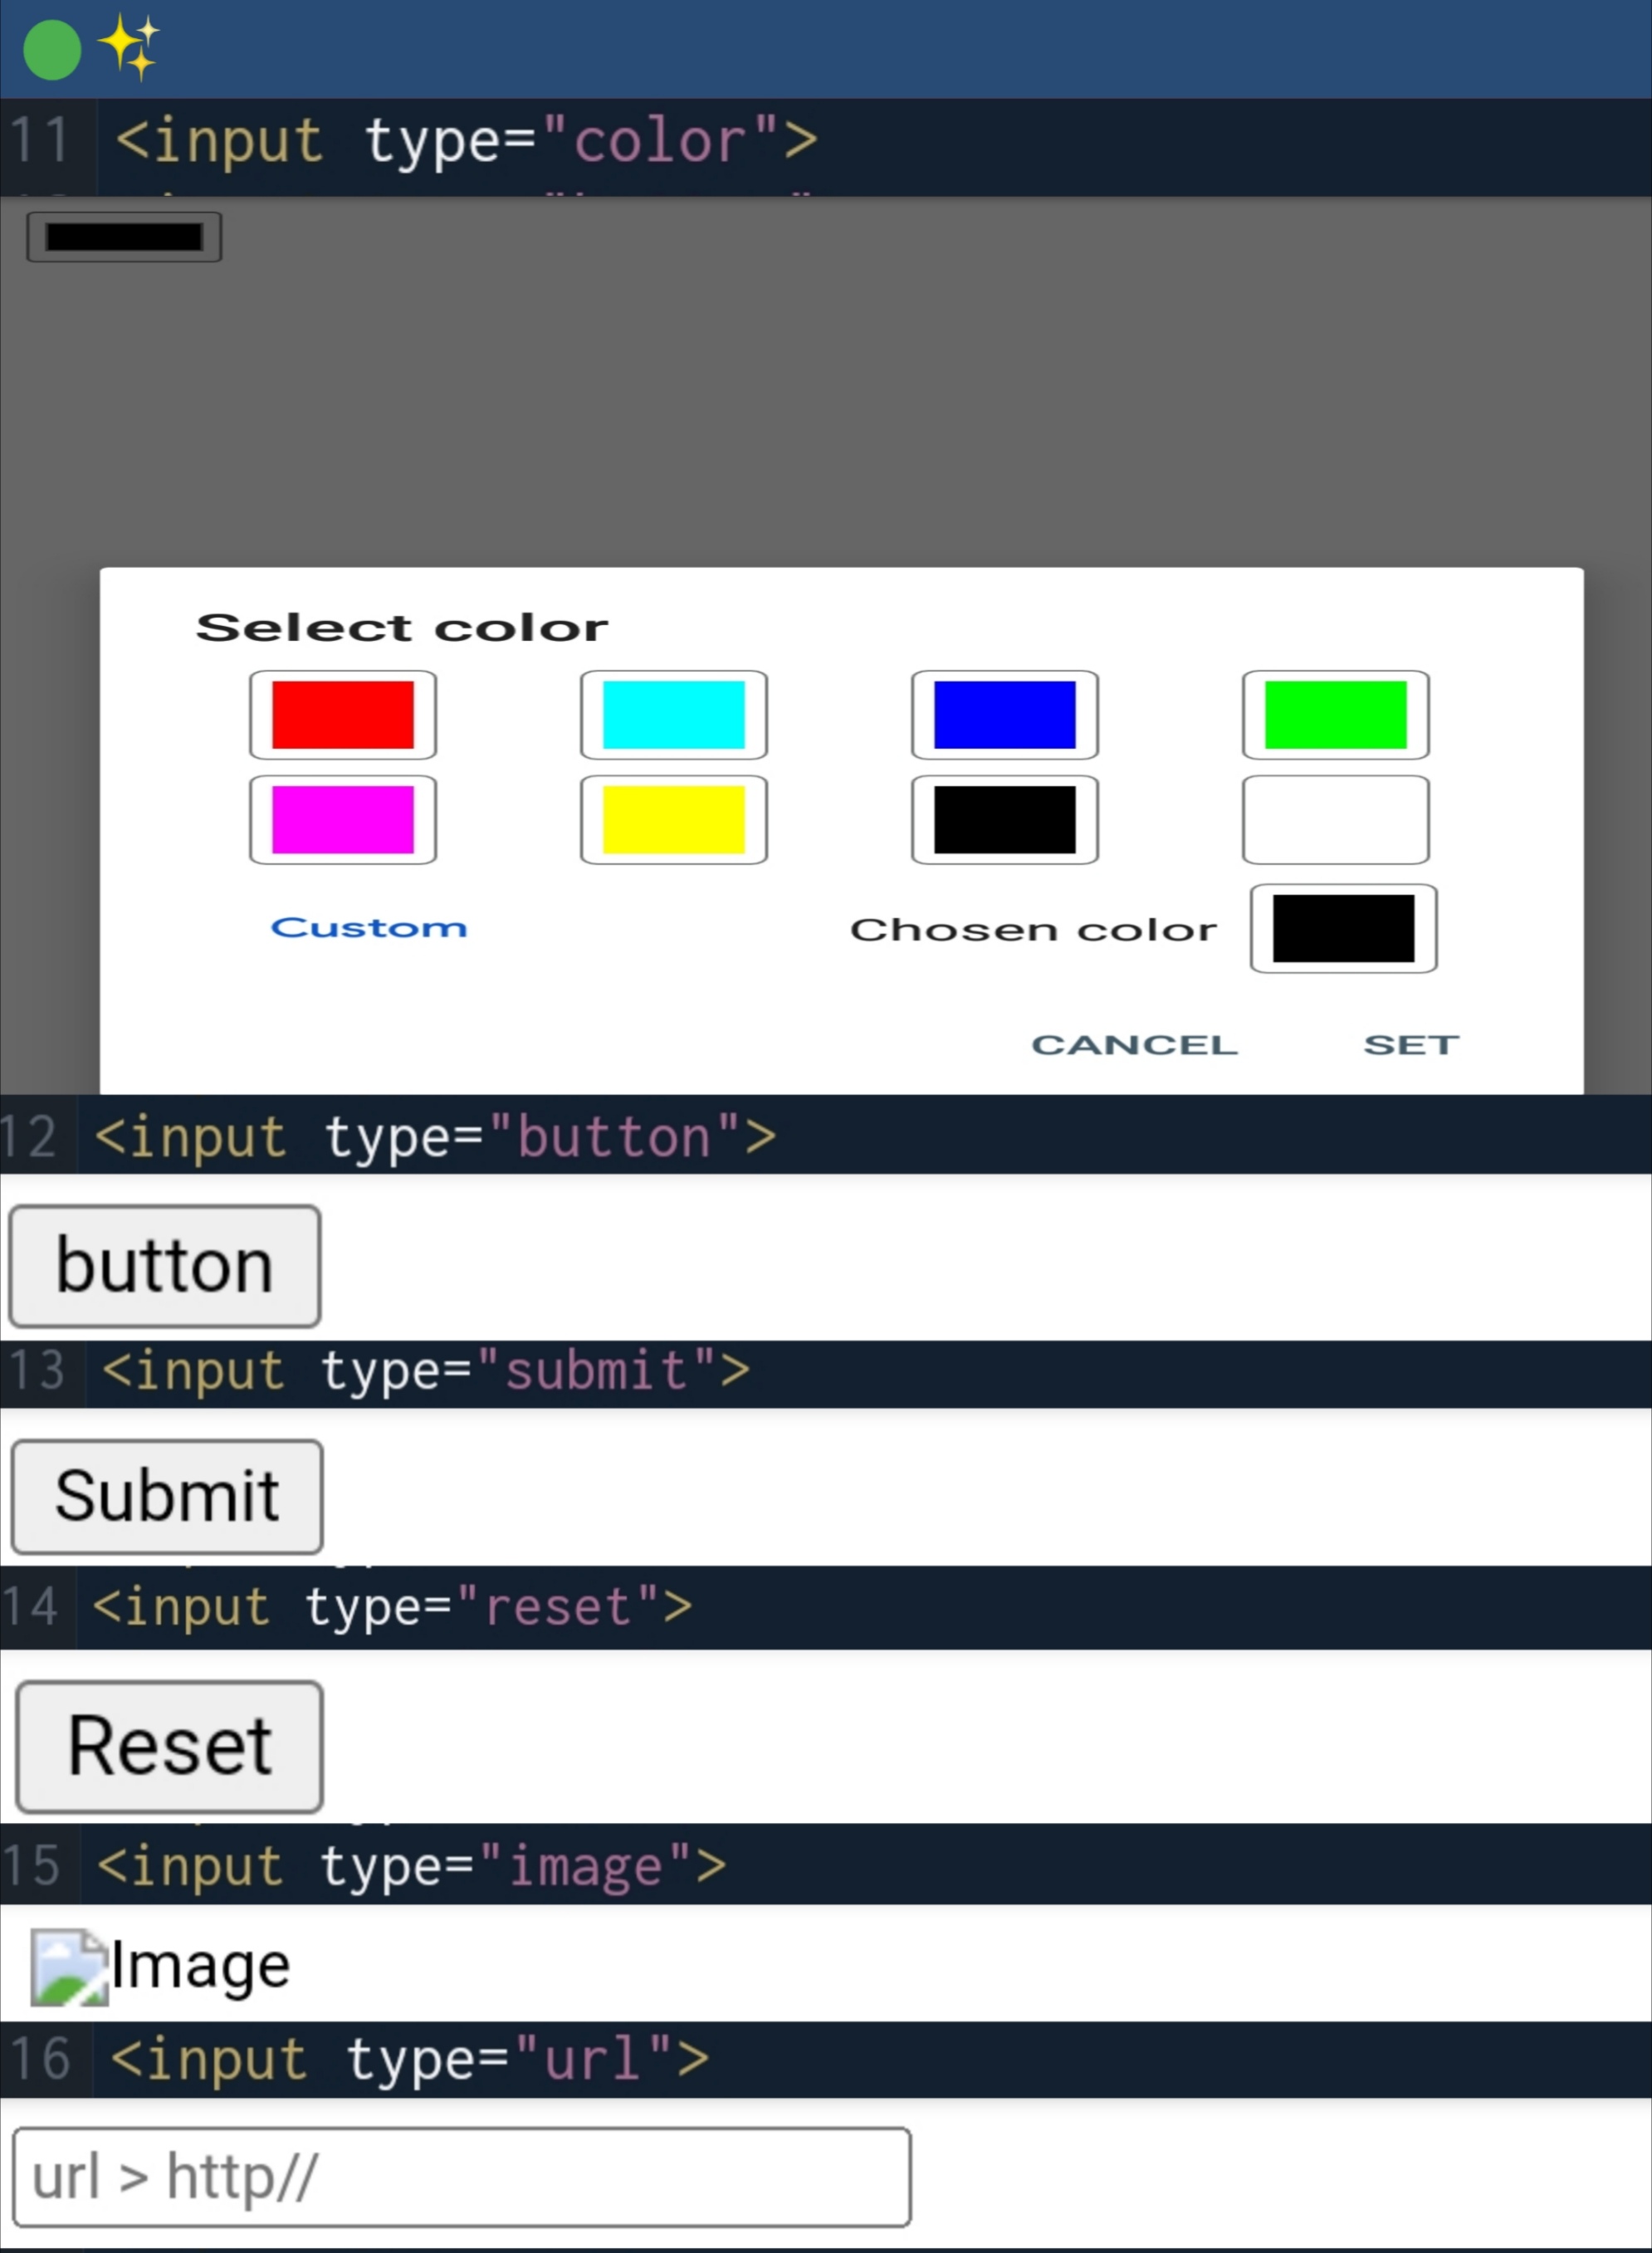 11 <input type="color">
Select color
Custom
Chosen color
CANCEL SET
12 <input type="button">
button
13 <input type="submit">
Submit
14 <input type="reset">
Reset
15 <input type="image">
Image
16 <input type="url">
url > http//